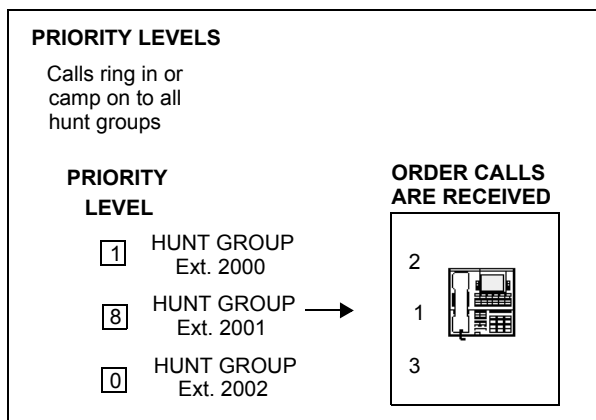 PRIORITY LEVELS
Calls ring in or
camp on to all
hunt groups
PRIORITY
LEVEL
ORDER CALLS
ARE RECEIVED
1 HUNT GROUP
Ext. 2000
2
8 HUNT GROUP
Ext. 2001
1
0 HUNT GROUP
Ext. 2002
3